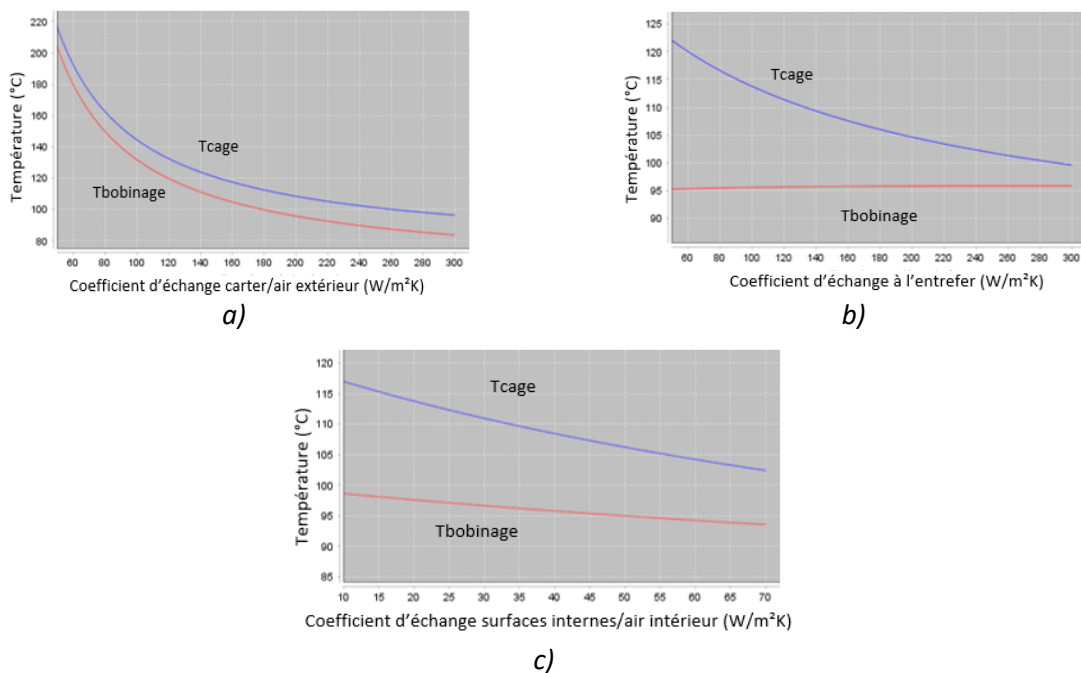 220
200
180
160
140
120
100
80
Température (°C)
Tcage
Tbobinage
60 80 100 120 140 160 180 200 220 240 260 280 300
Coefficient d'échange carter/air extérieur (W/m²K)
a)
125
120
115
110
105
100
95
90
Température (°C)
Tcage
Tbobinage
60 80 100 120 140 160 180 200 220 240 260 280 300
Coefficient d'échange à l'entrefer (W/m²K)
b)
120
115
110
105
100
95
90
85
Température (°C)
Tcage
Tbobinage
10 15 20 25 30 35 40 45 50 55 60 65 70
Coefficient d'échange surfaces internes/air intérieur (W/m²K)
c)